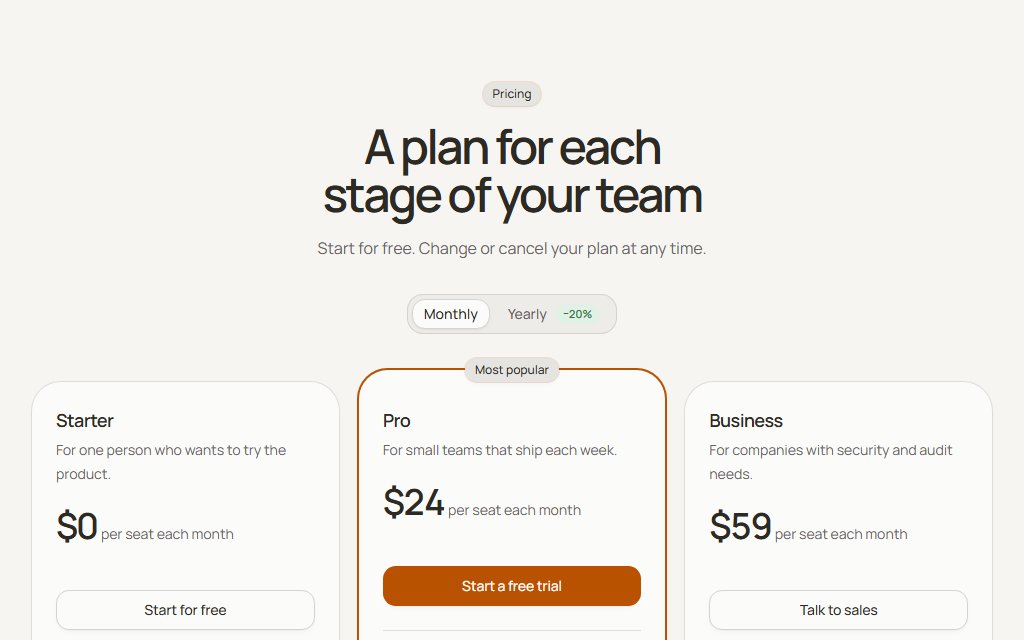 Pricing
A plan for each
stage of your team
Start for free. Change or cancel your plan at any time.
Monthly
Yearly
-20%
Starter
For one person who wants to try the
product.
$0 per seat each month
Start for free
Most popular
Pro
For small teams that ship each week.
$24 per seat each month
Start a free trial
Business
For companies with security and audit
needs.
$59 per seat each month
Talk to sales